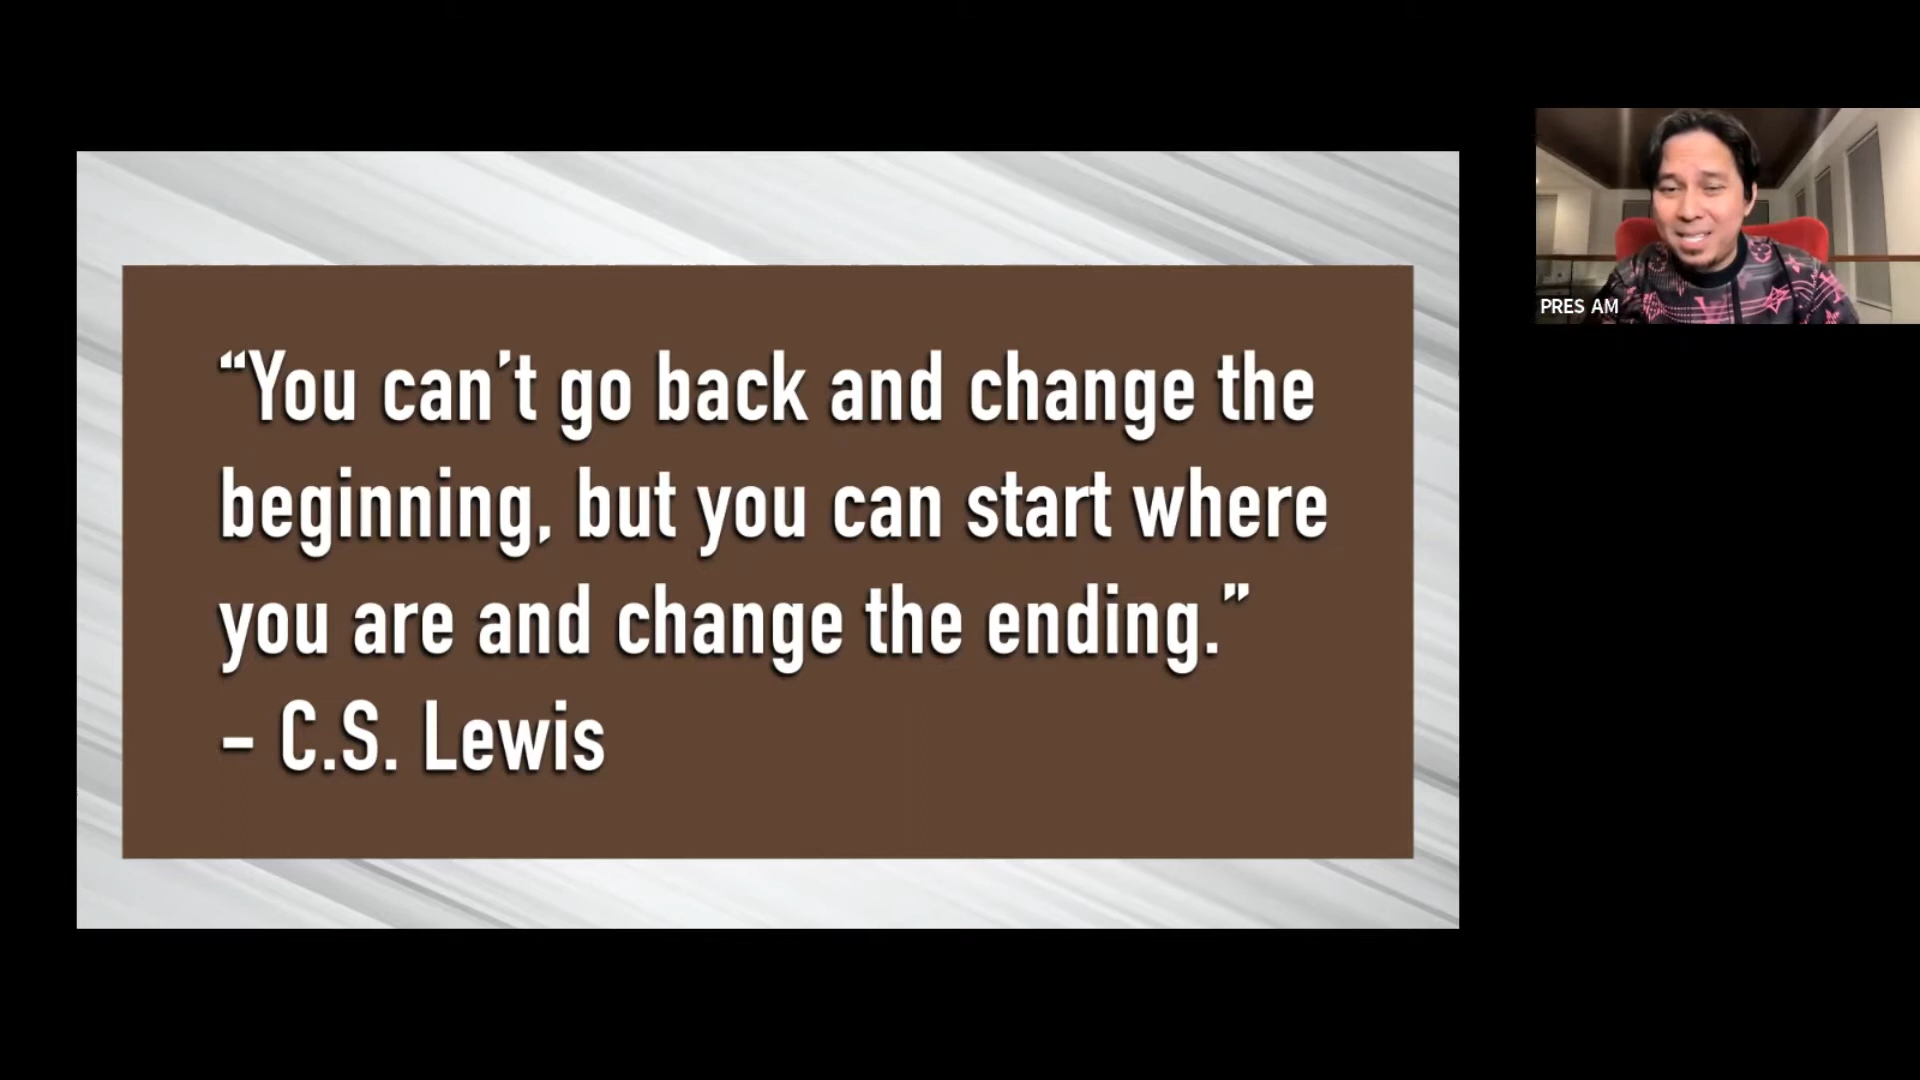 “You can’t go back and change the
beginning, but you can start where
you are and change the ending.”
– C.S. Lewis
PRES AM